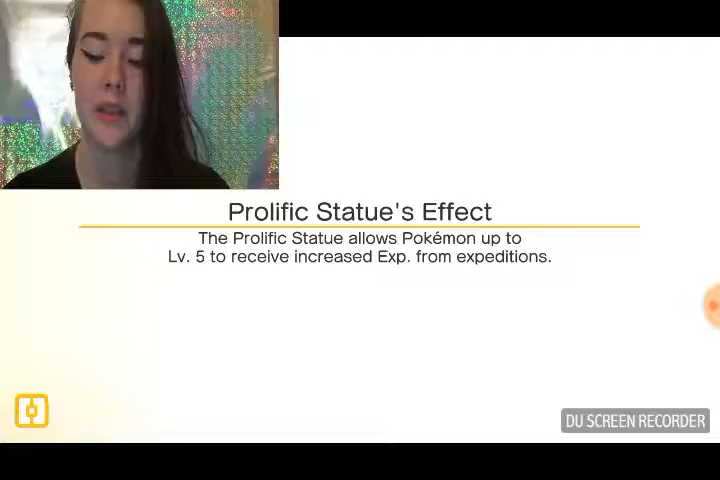 Prolific Statue's Effect
The Prolific Statue allows Pokémon up to
Lv. 5 to receive increased Exp. from expeditions.
DU SCREEN RECORDER